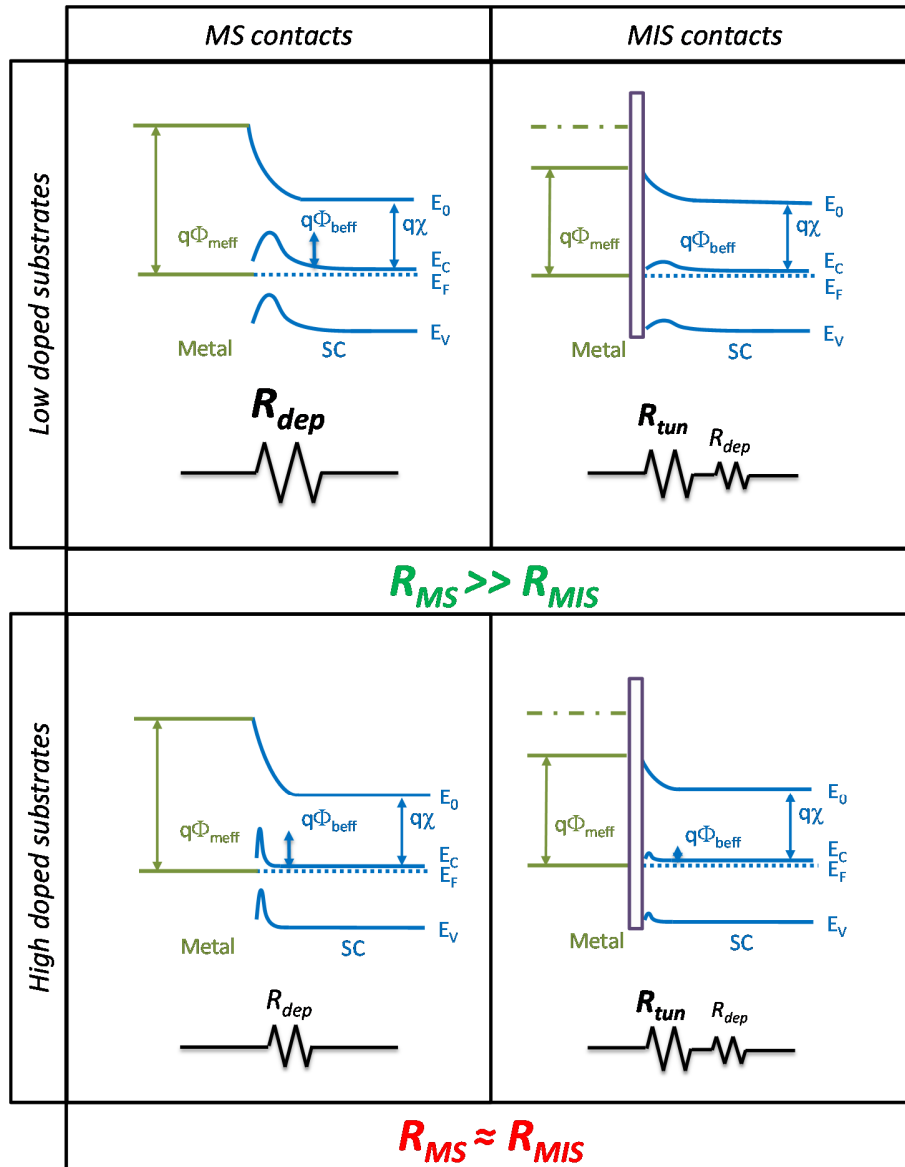 MS contacts
MIS contacts
Low doped substrates
qΦmeff
qΦbeff
qχ
E0
EC
EF
EV
Metal
SC
Rdep
qΦmeff
qΦbeff
qχ
E0
EC
EF
EV
Metal
SC
Rtun
Rdep
RMS >> RMIS
High doped substrates
qΦmeff
qΦbeff
qχ
E0
EC
EF
EV
Metal
SC
Rdep
qΦmeff
qΦbeff
qχ
E0
EC
EF
EV
Metal
SC
Rtun
Rdep
RMS ≈ RMIS